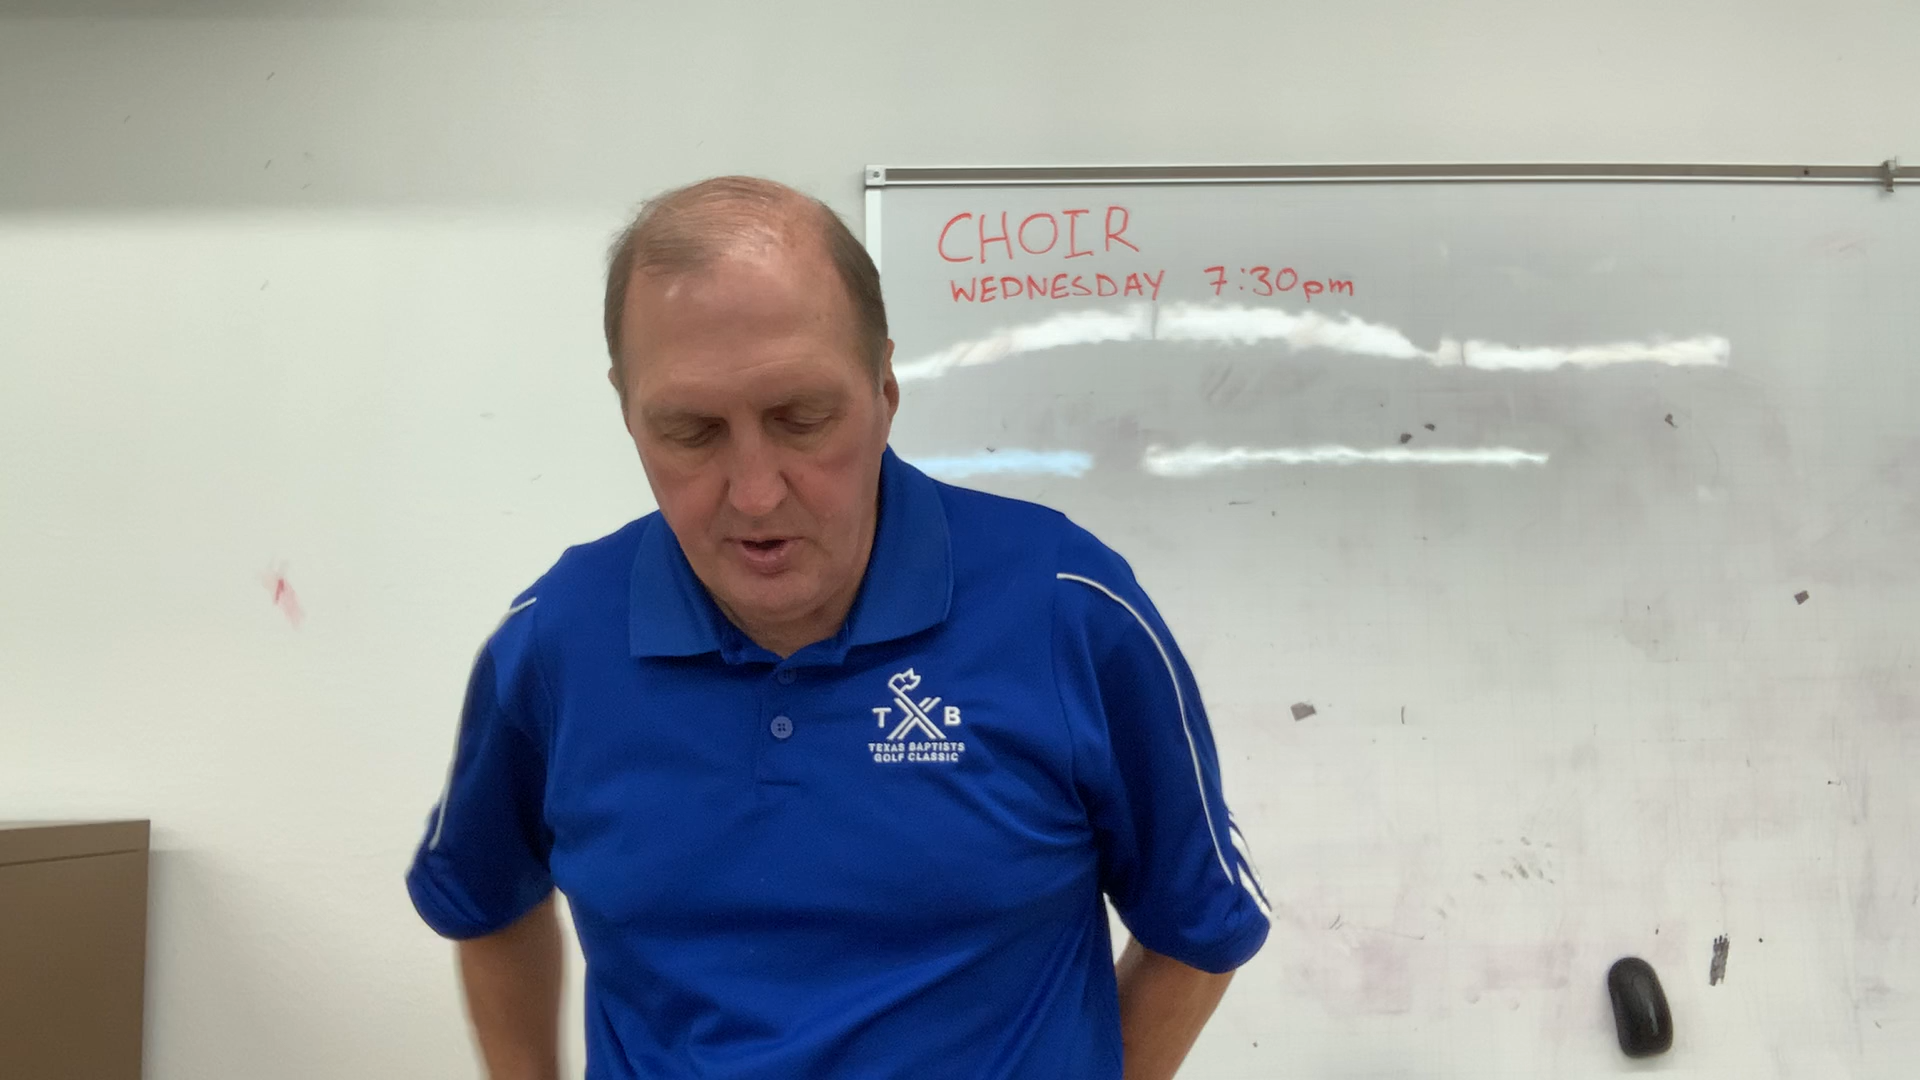 CHOIR
WEDNESDAY 7:30pm
T X B
TEXAS BAPTISTS
GOLF CLASSIC